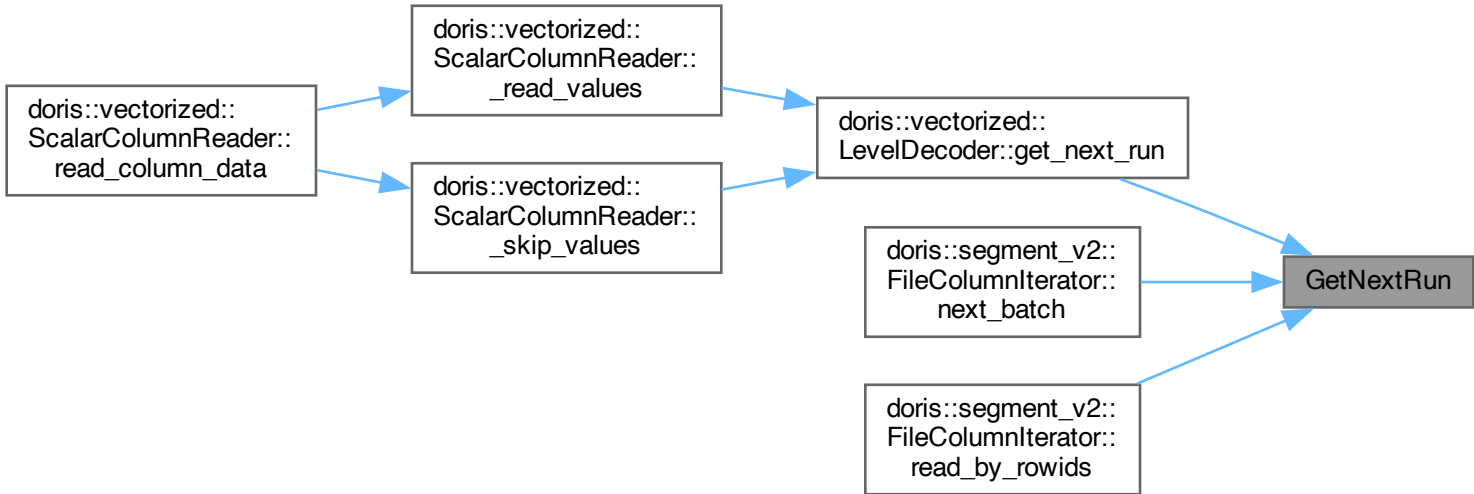 doris::vectorized::
ScalarColumnReader::
read_column_data
doris::vectorized::
ScalarColumnReader::
_read_values
doris::vectorized::
ScalarColumnReader::
_skip_values
doris::vectorized::
LevelDecoder::get_next_run
doris::segment_v2::
FileColumnIterator::
next_batch
doris::segment_v2::
FileColumnIterator::
read_by_rowids
GetNextRun